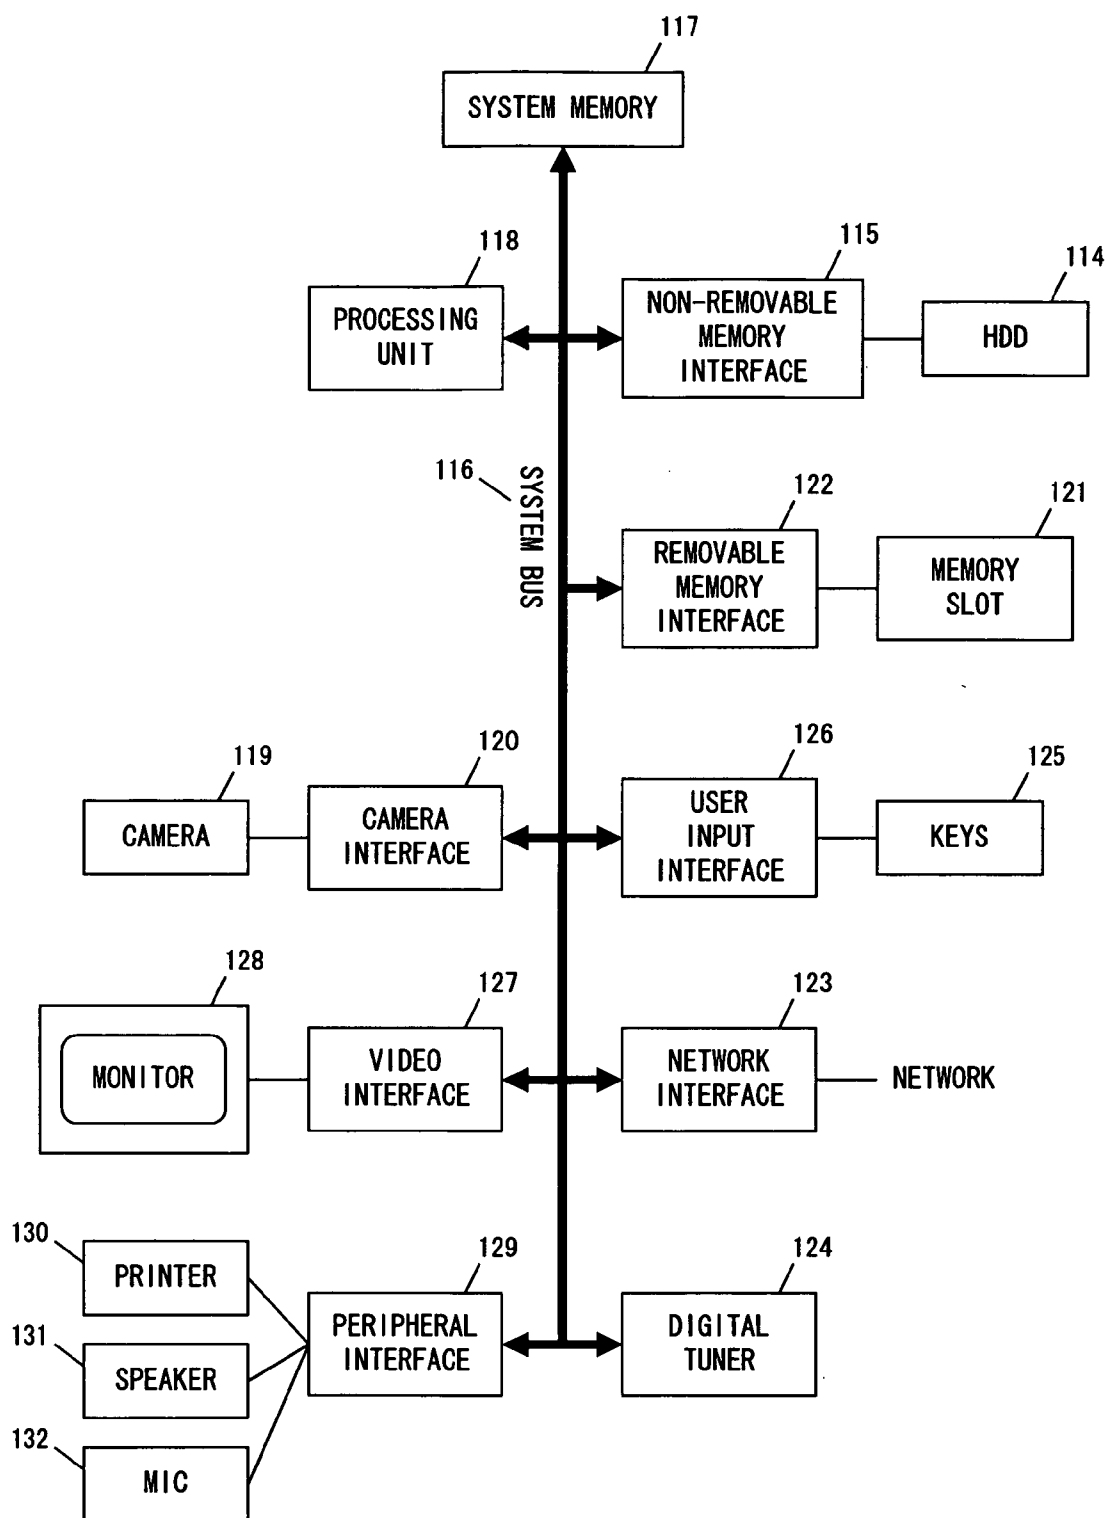 117
SYSTEM MEMORY
118
PROCESSING
UNIT
115
NON-REMOVABLE
MEMORY
INTERFACE
114
HDD
116
SYSTEM BUS
122
REMOVABLE
MEMORY
INTERFACE
121
MEMORY
SLOT
119
CAMERA
120
CAMERA
INTERFACE
126
USER
INPUT
INTERFACE
125
KEYS
128
MONITOR
127
VIDEO
INTERFACE
123
NETWORK
INTERFACE
NETWORK
130
PRINTER
131
SPEAKER
132
MIC
129
PERIPHERAL
INTERFACE
124
DIGITAL
TUNER